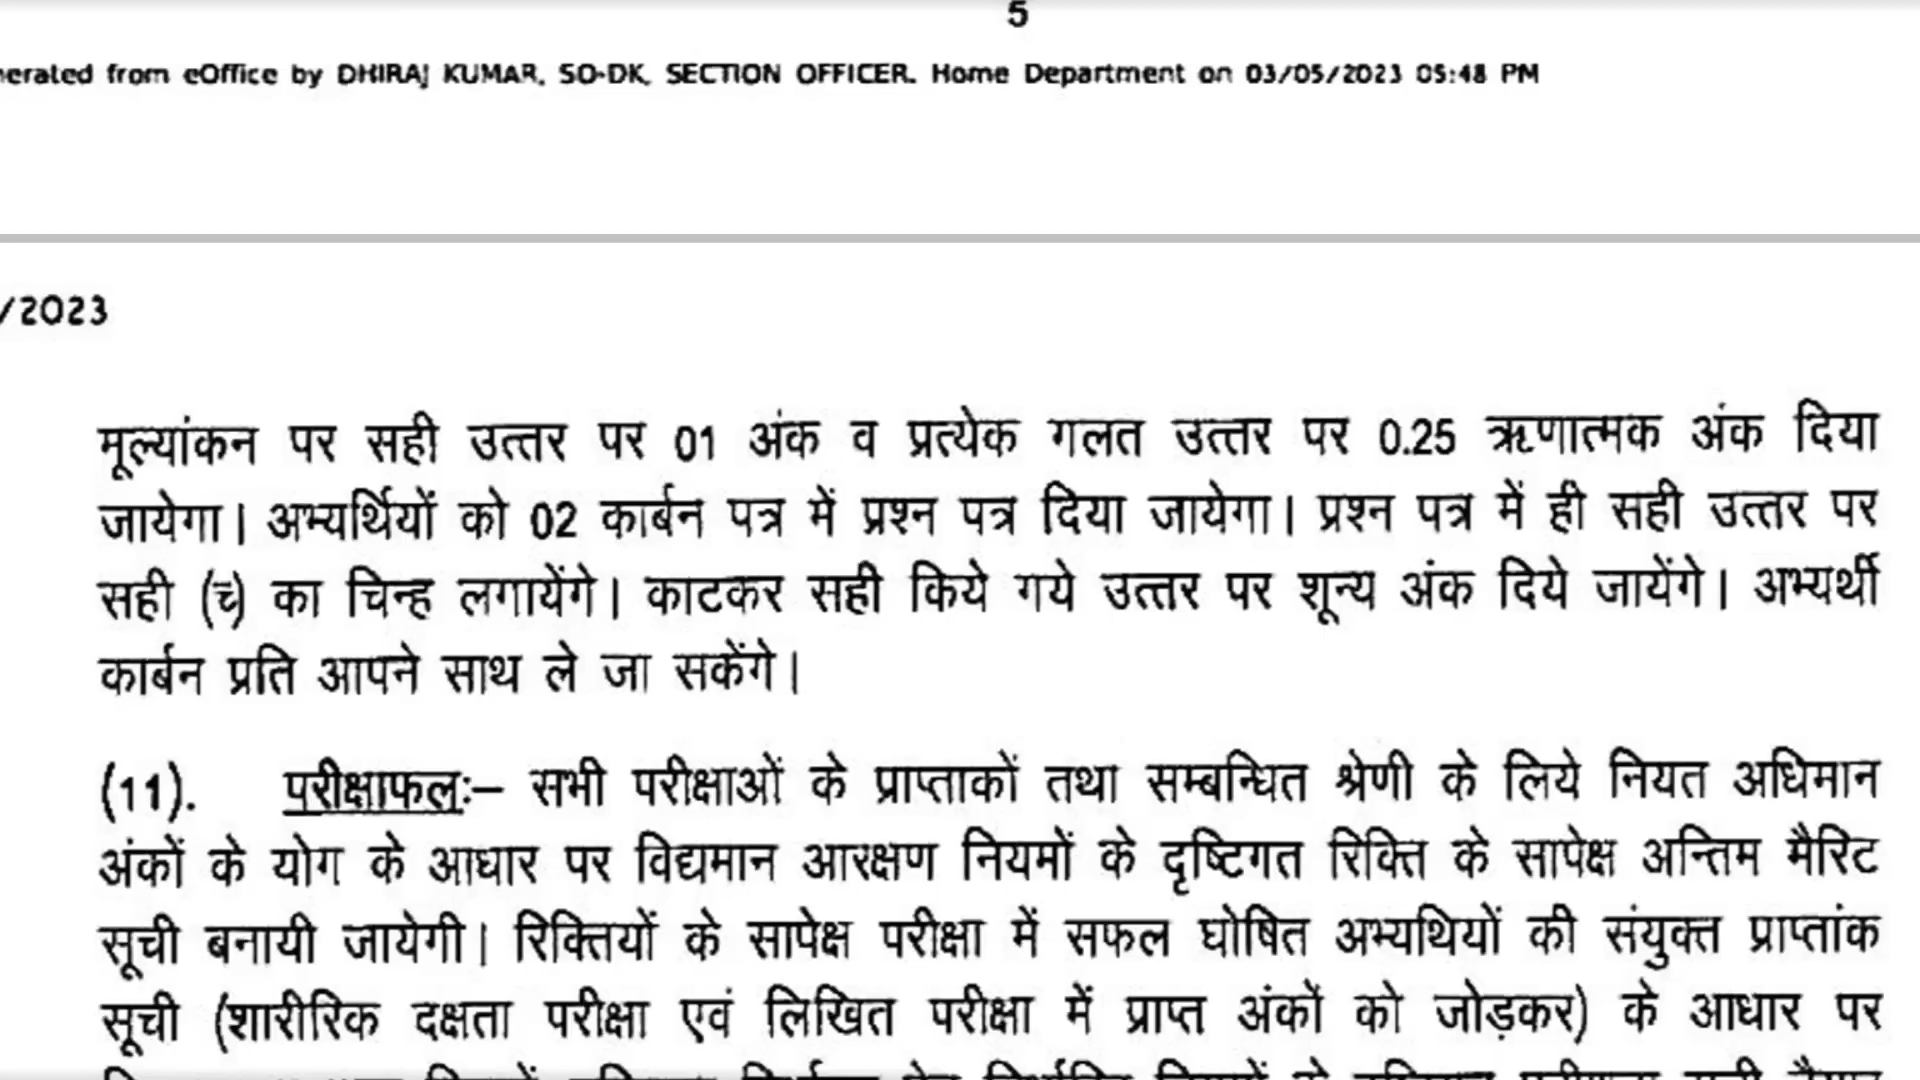 5
nerated from eOffice by DHIRAJ KUMAR, SO-DK, SECTION OFFICER, Home Department on 03/05/2023 05:48 PM
/2023
मूल्यांकन पर सही उत्तर पर 01 अंक व प्रत्येक गलत उत्तर पर 0.25 ऋणात्मक अंक दिया
जायेगा। अभ्यर्थियों को 02 कार्बन पत्र में प्रश्न पत्र दिया जायेगा। प्रश्न पत्र में ही सही उत्तर पर
सही (च) का चिन्ह लगायेंगे। काटकर सही किये गये उत्तर पर शून्य अंक दिये जायेंगे। अभ्यर्थी
कार्बन प्रति आपने साथ ले जा सकेंगे।
(11). परीक्षाफलः– सभी परीक्षाओं के प्राप्ताकों तथा सम्बन्धित श्रेणी के लिये नियत अधिमान
अंकों के योग के आधार पर विद्यमान आरक्षण नियमों के दृष्टिगत रिक्ति के सापेक्ष अन्तिम मैरिट
सूची बनायी जायेगी। रिक्तियों के सापेक्ष परीक्षा में सफल घोषित अभ्यथियों की संयुक्त प्राप्तांक
सूची (शारीरिक दक्षता परीक्षा एवं लिखित परीक्षा में प्राप्त अंकों को जोड़कर) के आधार पर